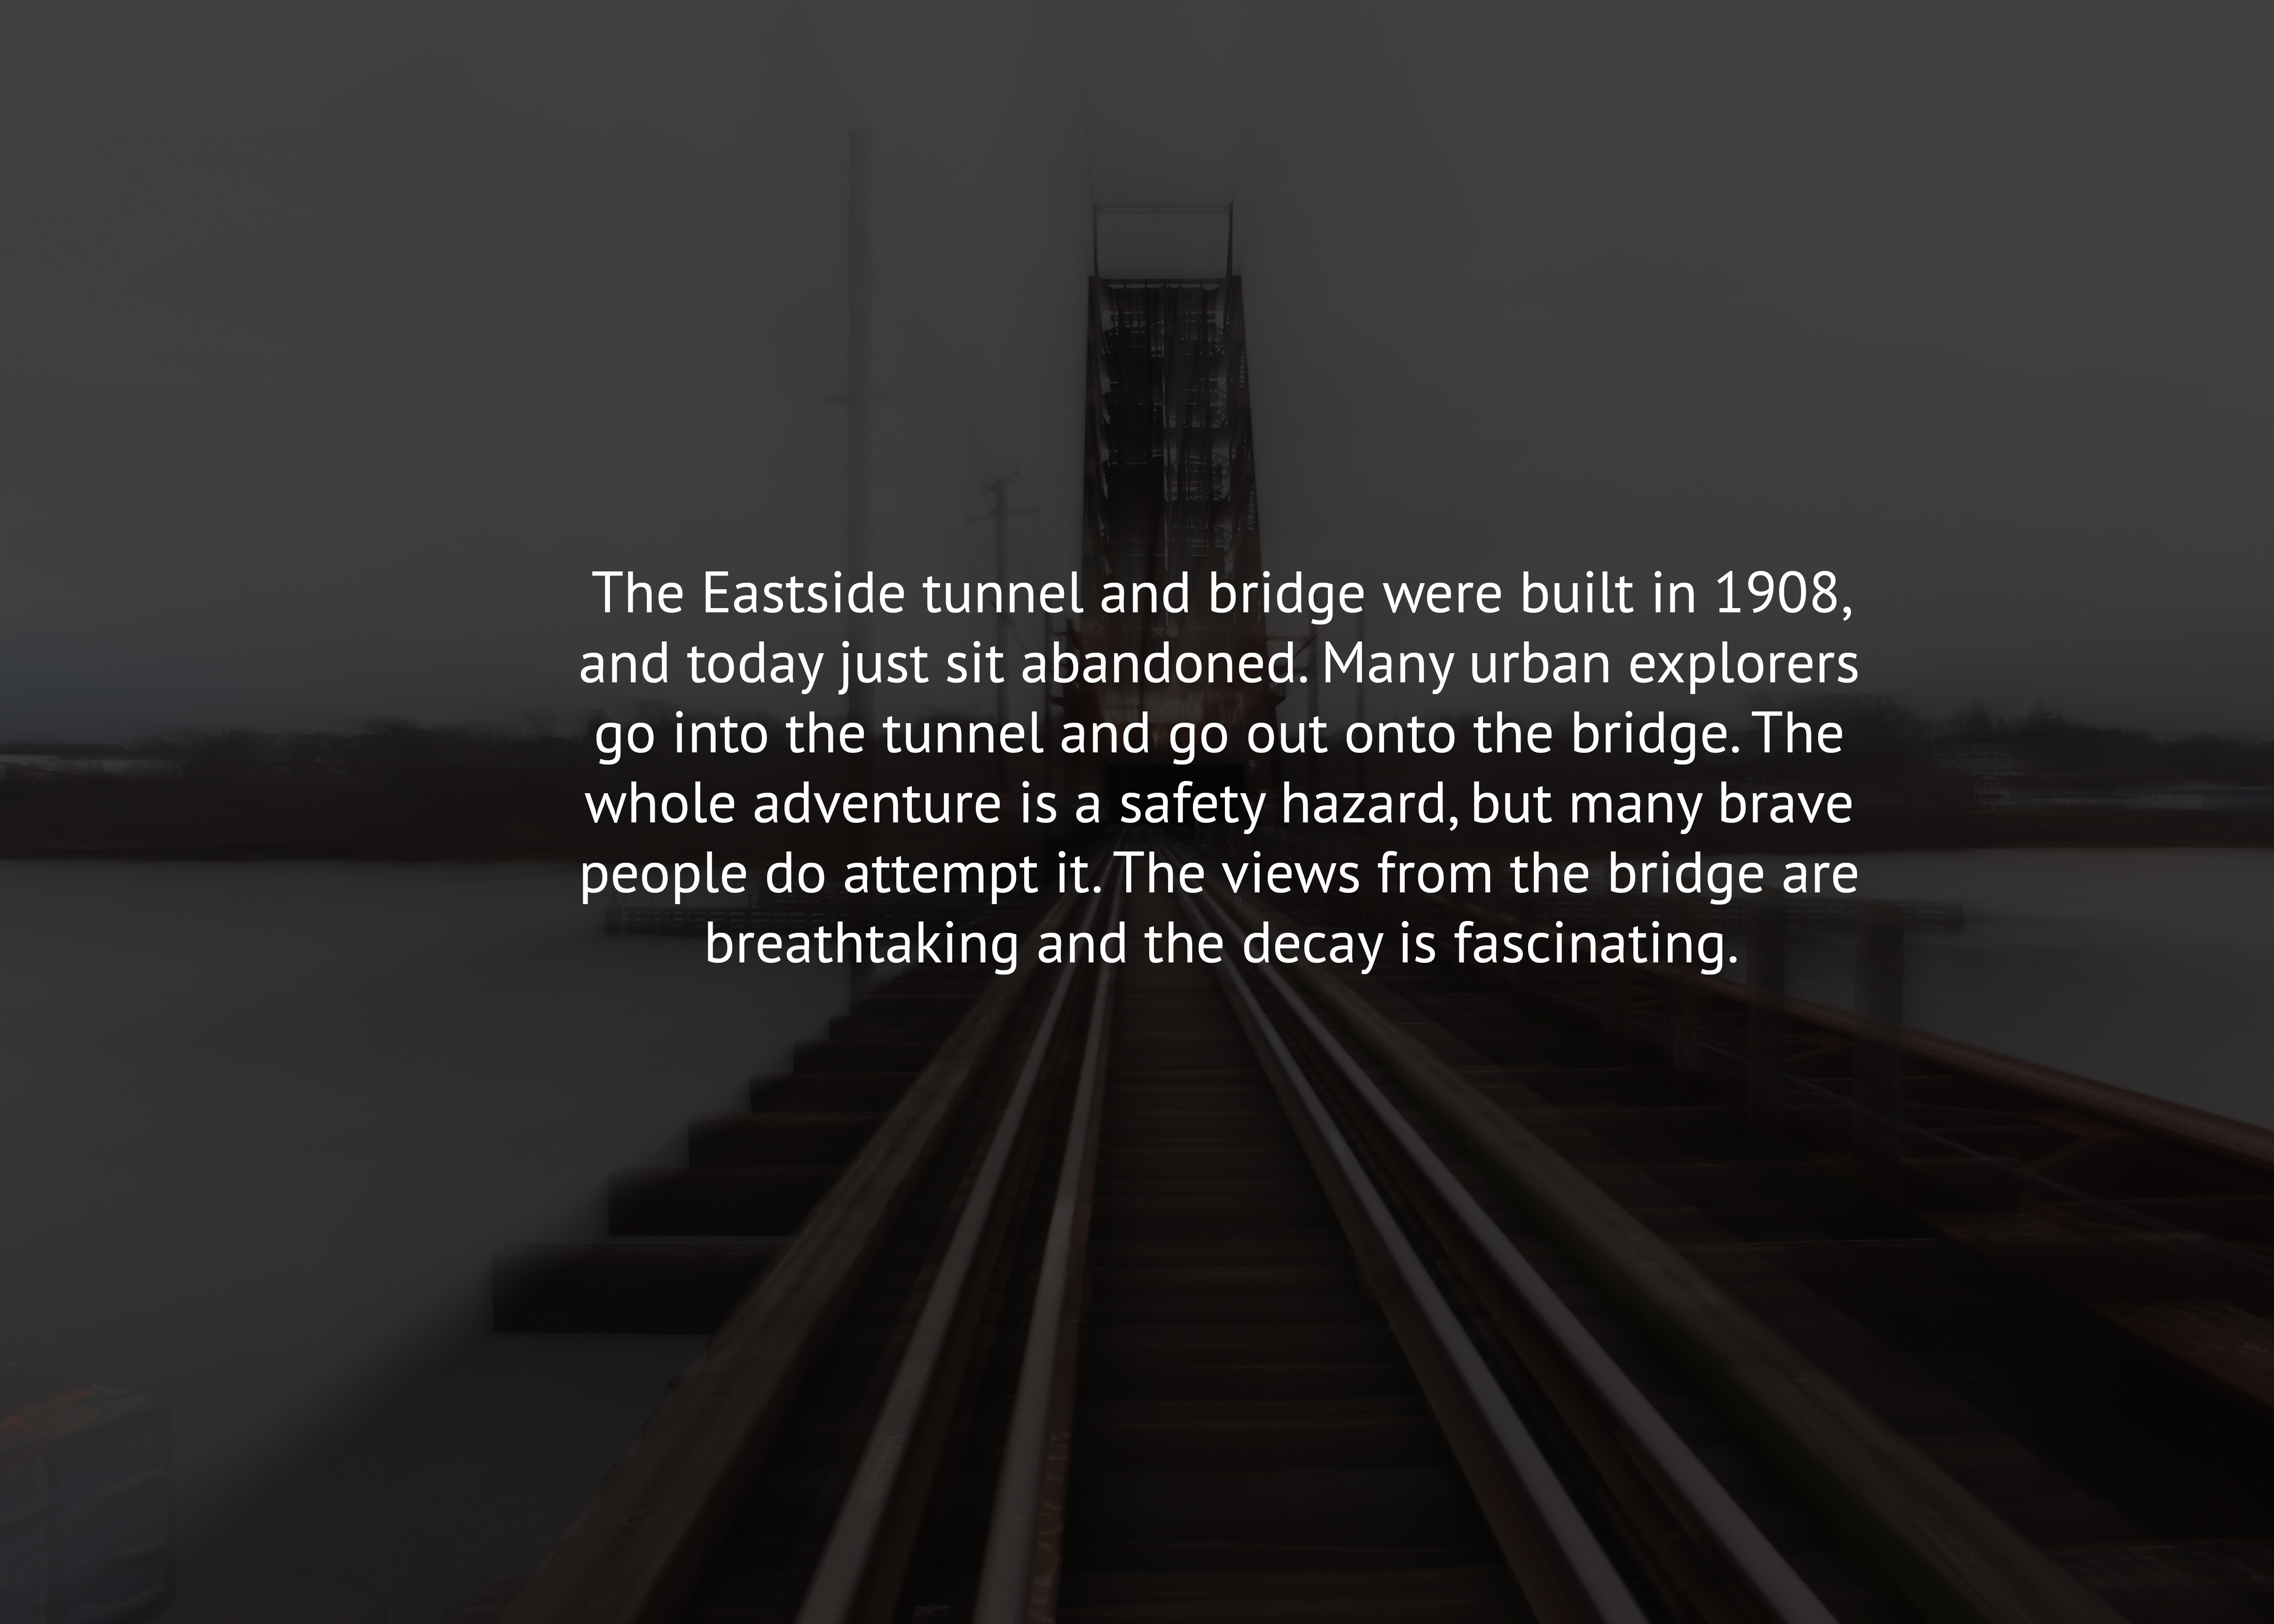 The Eastside tunnel and bridge were built in 1908,
and today just sit abandoned. Many urban explorers
go into the tunnel and go out onto the bridge. The
whole adventure is a safety hazard, but many brave
people do attempt it. The views from the bridge are
breathtaking and the decay is fascinating.